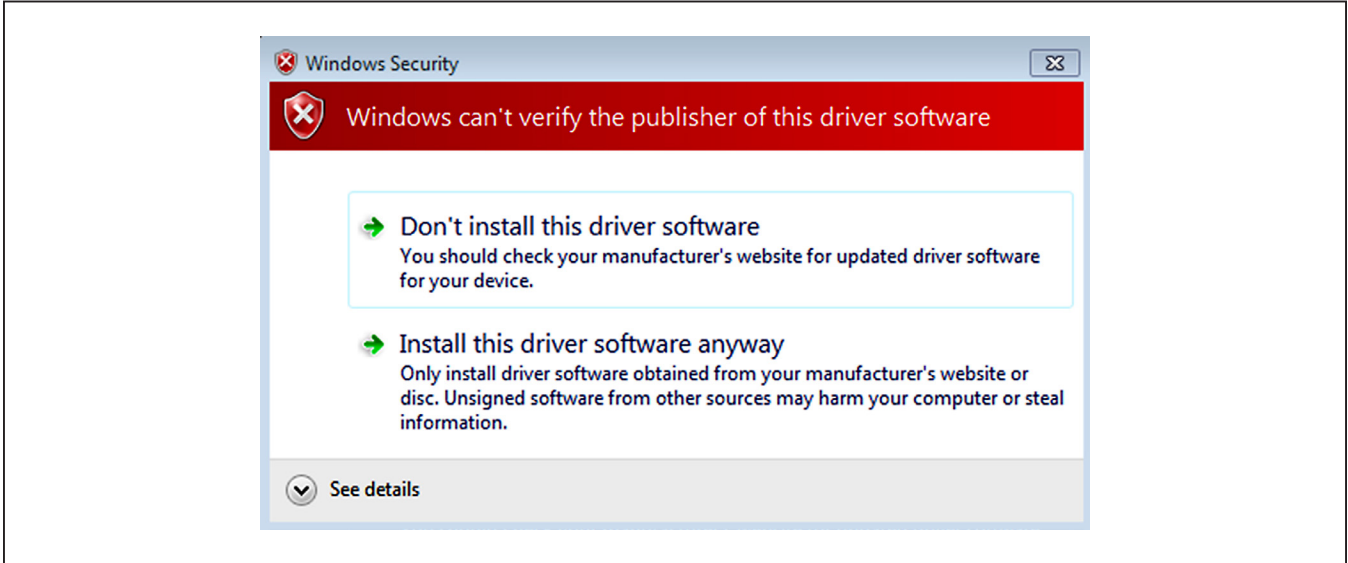 Windows Security
Windows can't verify the publisher of this driver software
Don't install this driver software
You should check your manufacturer's website for updated driver software
for your device.
Install this driver software anyway
Only install driver software obtained from your manufacturer's website or
disc. Unsigned software from other sources may harm your computer or steal
information.
See details